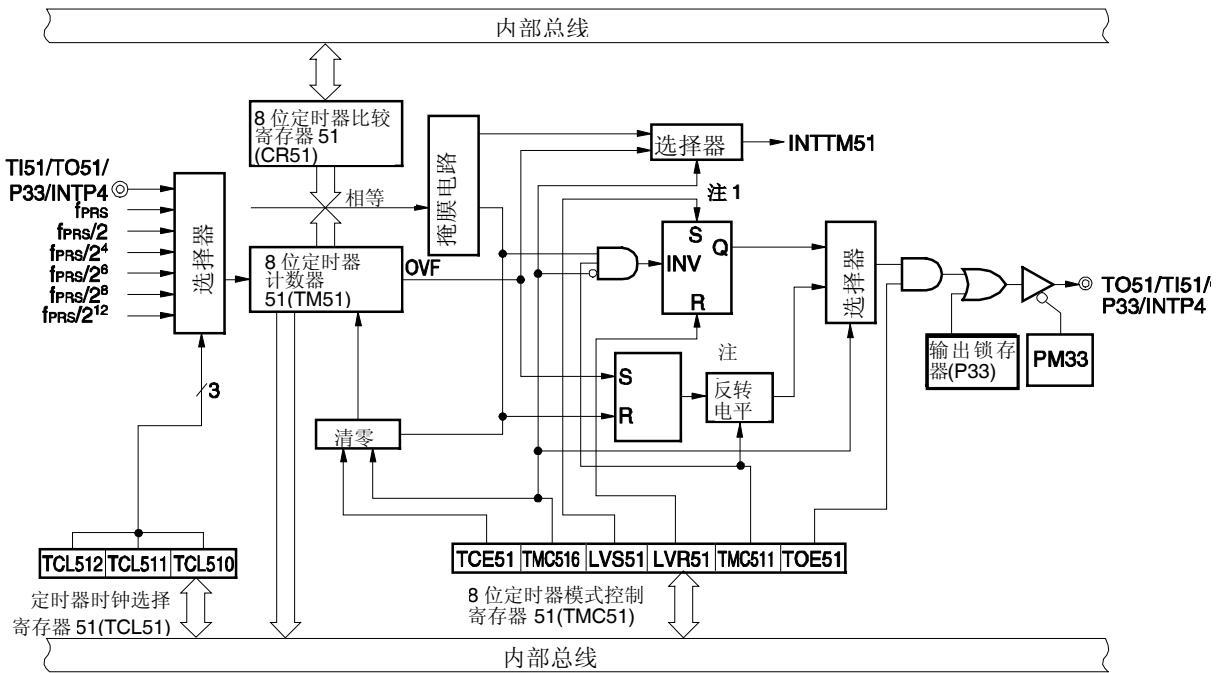 内部总线
8 位定时器比较
寄存器 51
(CR51)
掩膜电路
选择器
INTTM51
TI51/TO51/
P33/INTP4
fPRS
fPRS/2
fPRS/2⁴
fPRS/2⁶
fPRS/2⁸
fPRS/2¹²
选择器
相等
8 位定时器
计数器
51(TM51)
OVF
注 1
S
Q
INV
R
选择器
TO51/TI51/
P33/INTP4
输出锁存
器(P33)
PM33
注
S
R
反转
电平
3
清零
TCL512 TCL511 TCL510
定时器时钟选择
寄存器 51(TCL51)
TCE51 TMC516 LVS51 LVR51 TMC511 TOE51
8 位定时器模式控制
寄存器 51(TMC51)
内部总线